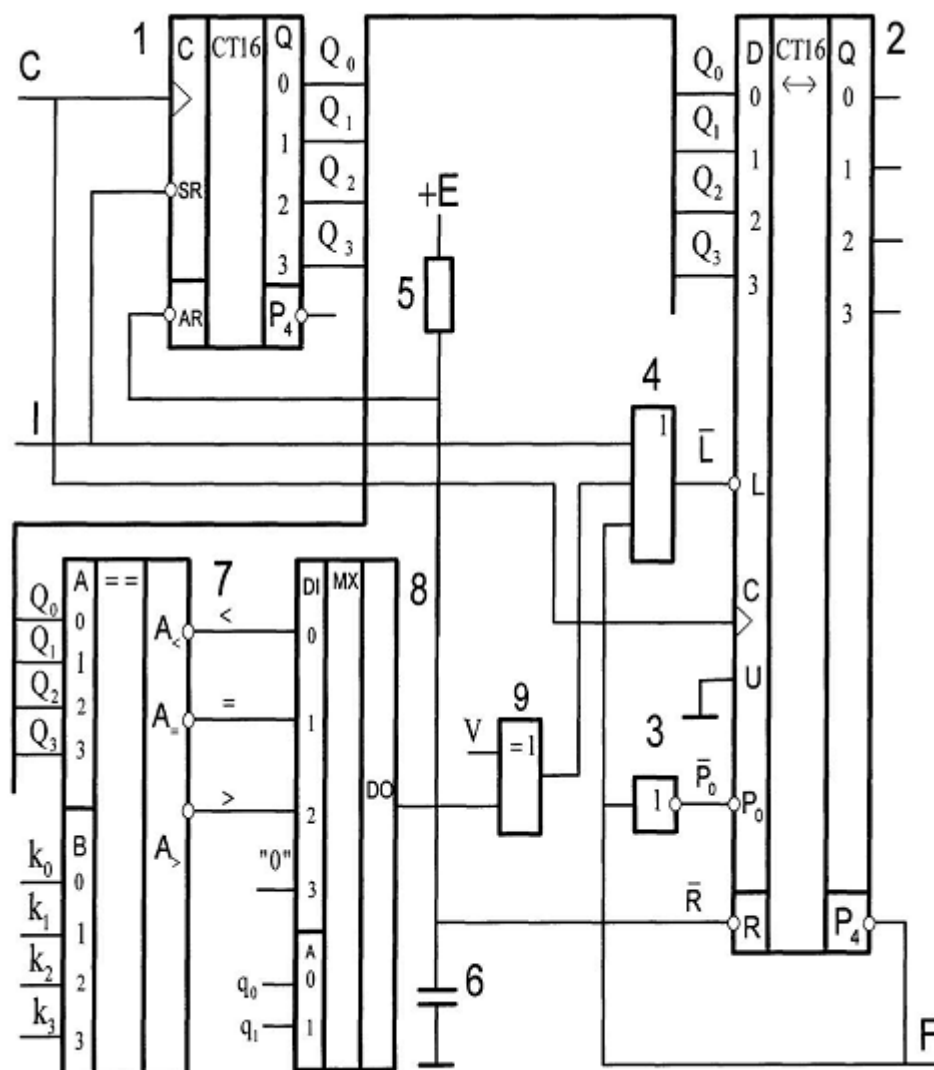 1
C
C
CT16
Q
0
1
2
3
SR
AR
P₄
Q₀
Q₁
Q₂
Q₃
+E
5
I
Q₀
Q₁
Q₂
Q₃
D
0
1
2
3
CT16
↔
Q
0
1
2
3
2
4
1
L̄
L
C
U
3
1
P̄₀
P₀
R̄
R
P₄
F
Q₀
Q₁
Q₂
Q₃
A
0
1
2
3
==
A<
A=
A>
7
<
=
>
B
0
1
2
3
k₀
k₁
k₂
k₃
DI
0
1
2
3
MX
DO
8
"0"
A
0
1
q₀
q₁
9
V
=1
6